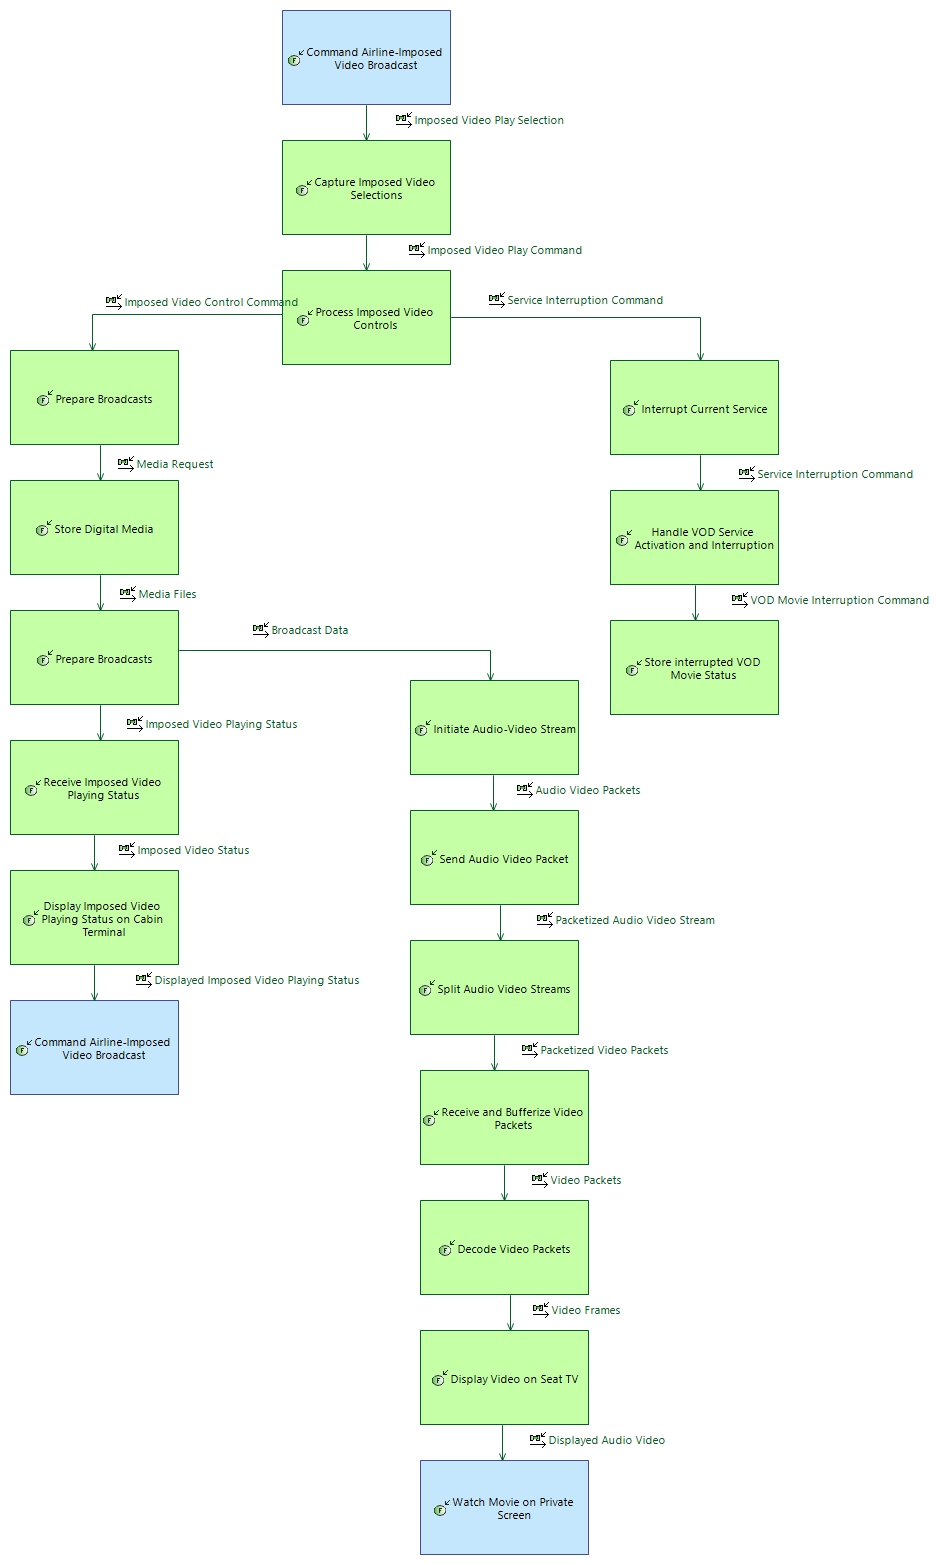 Command Airline-Imposed
Video Broadcast
Imposed Video Play Selection
Capture Imposed Video
Selections
Imposed Video Play Command
Imposed Video Control Command
Service Interruption Command
Process Imposed Video
Controls
Prepare Broadcasts
Interrupt Current Service
Media Request
Service Interruption Command
Store Digital Media
Handle VOD Service
Activation and Interruption
Media Files
VOD Movie Interruption Command
Broadcast Data
Prepare Broadcasts
Store interrupted VOD
Movie Status
Imposed Video Playing Status
Initiate Audio-Video Stream
Receive Imposed Video
Playing Status
Audio Video Packets
Imposed Video Status
Send Audio Video Packet
Display Imposed Video
Playing Status on Cabin
Terminal
Packetized Audio Video Stream
Displayed Imposed Video Playing Status
Split Audio Video Streams
Command Airline-Imposed
Video Broadcast
Packetized Video Packets
Receive and Bufferize Video
Packets
Video Packets
Decode Video Packets
Video Frames
Display Video on Seat TV
Displayed Audio Video
Watch Movie on Private
Screen